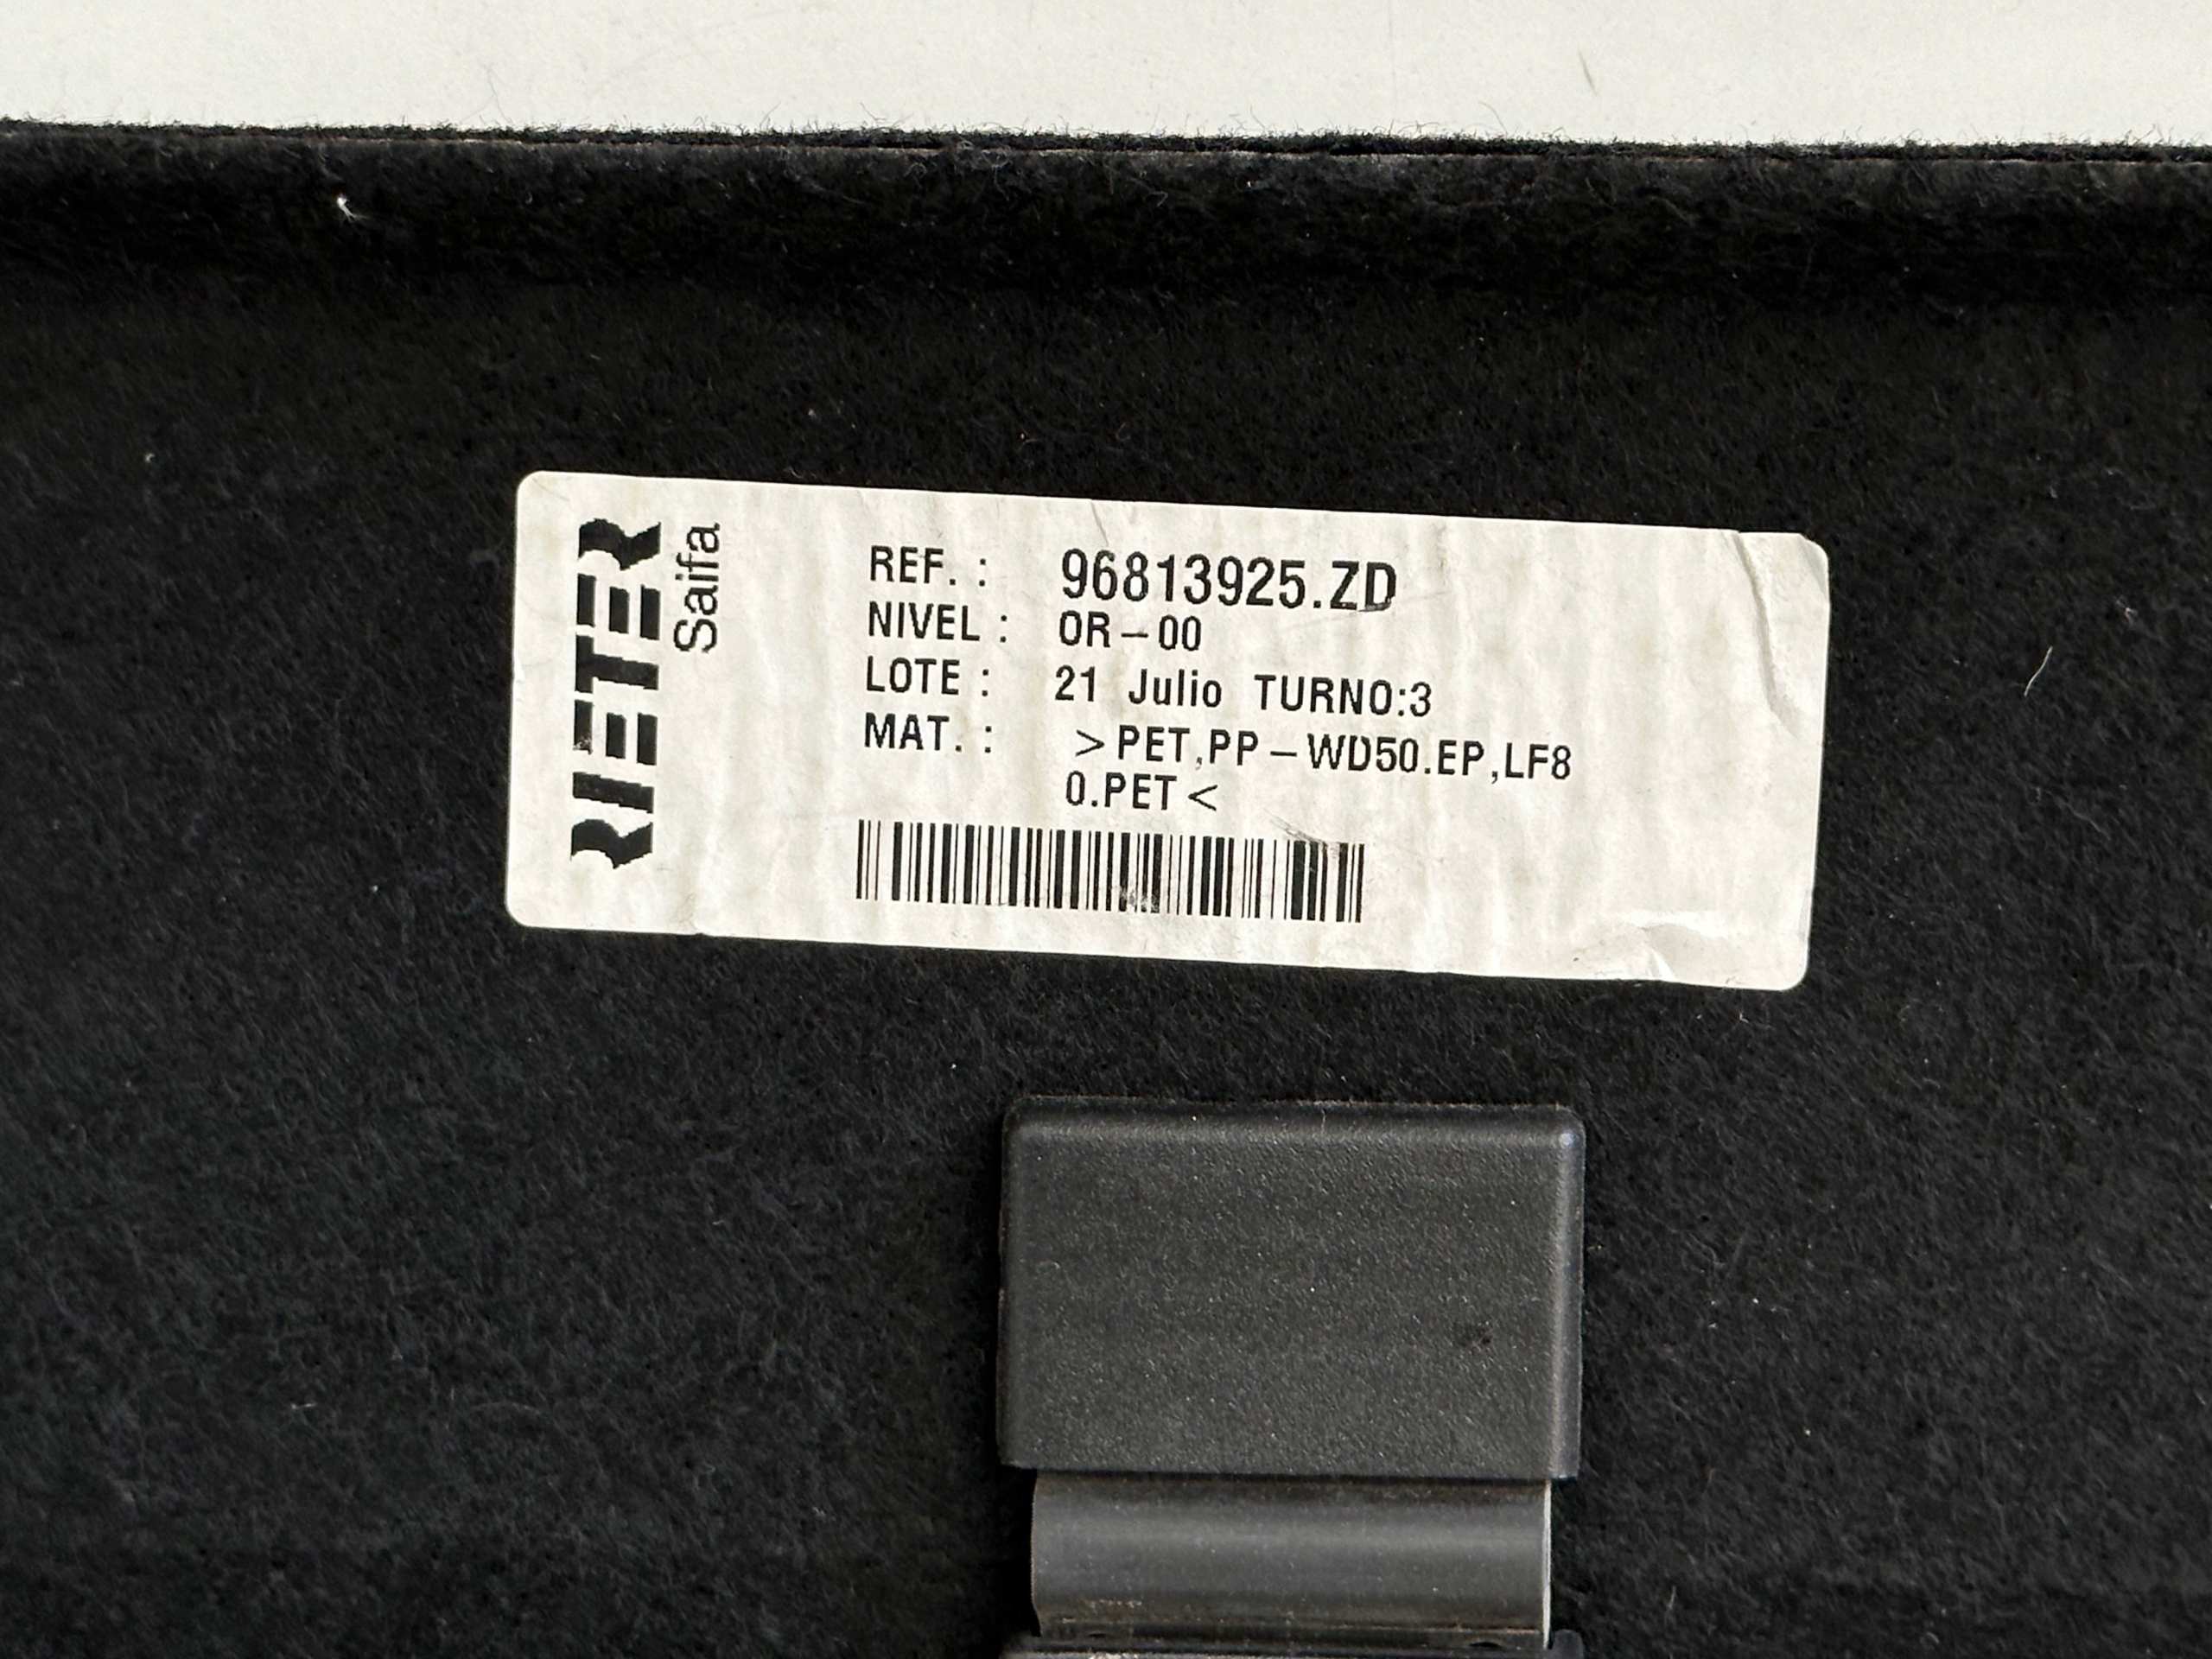 RIETER
Saifa
REF. : 96813925.ZD
NIVEL : OR-00
LOTE : 21 Julio TURNO:3
MAT. : >PET,PP-WD50.EP,LF8
0.PET<